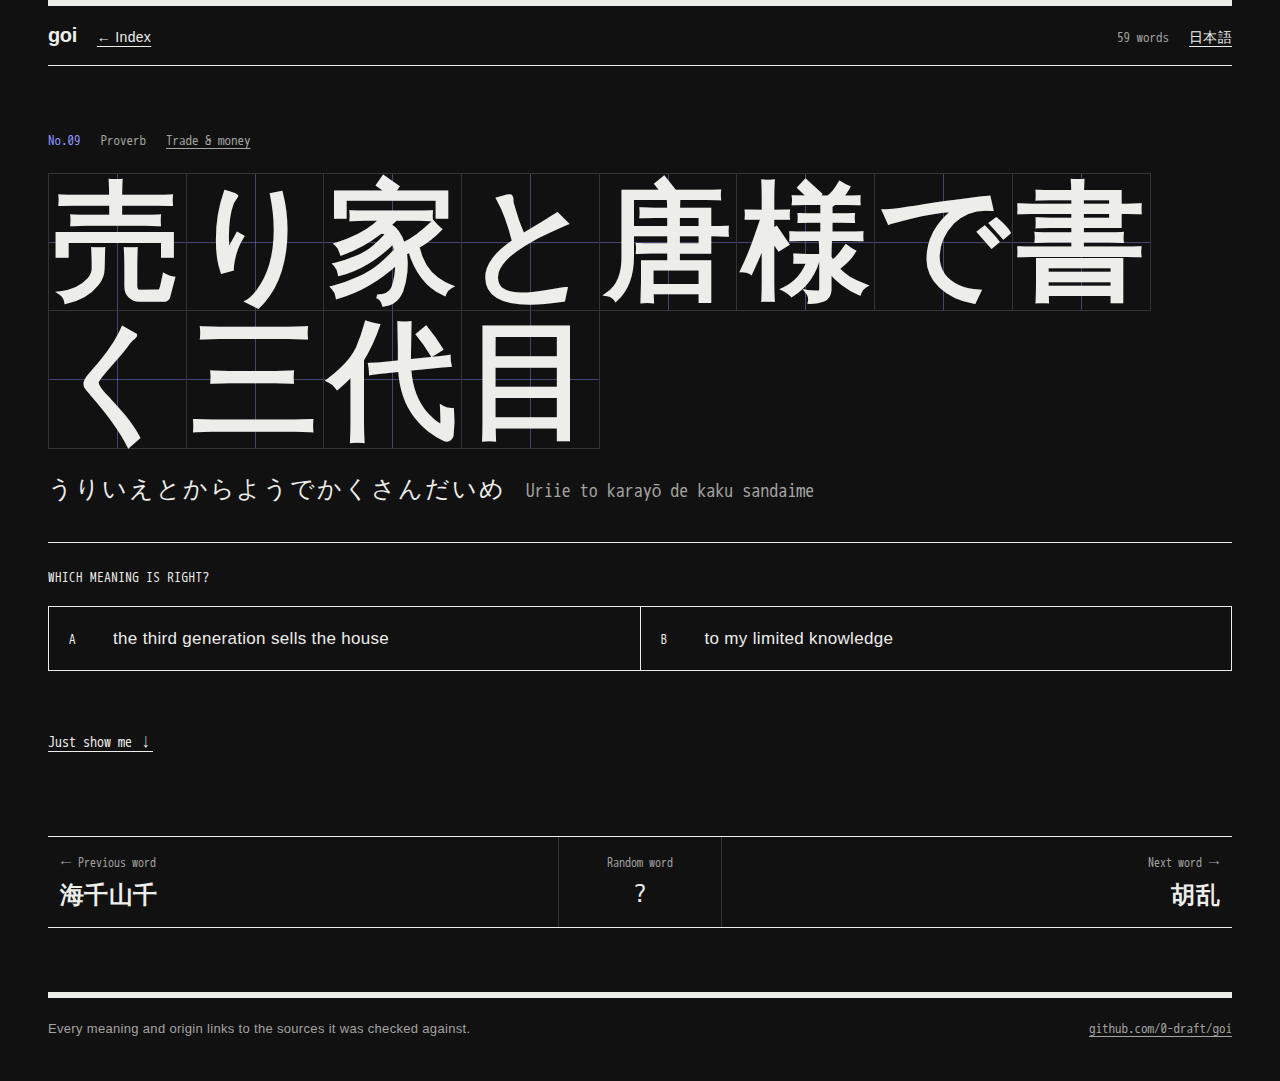 goi ← Index 59 words 日本語
No.09 Proverb Trade & money
売り家と唐様で書
く三代目
うりいえとからようでかくさんだいめ Uriie to karayō de kaku sandaime
WHICH MEANING IS RIGHT?
A the third generation sells the house B to my limited knowledge
Just show me ↓
← Previous word Random word Next word →
海千山千 ? 胡乱
Every meaning and origin links to the sources it was checked against. github.com/0-draft/goi